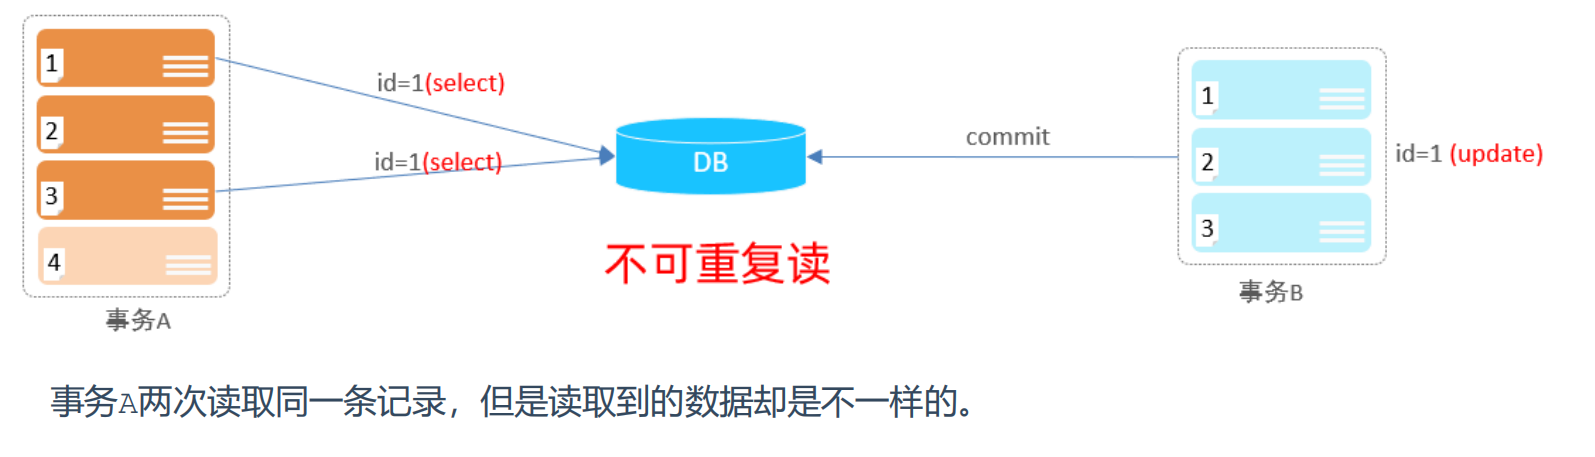 1
2
3
4
事务A
id=1(select)
id=1(select)
DB
不可重复读
commit
1
2
3
id=1 (update)
事务B
事务A两次读取同一条记录，但是读取到的数据却是不一样的。